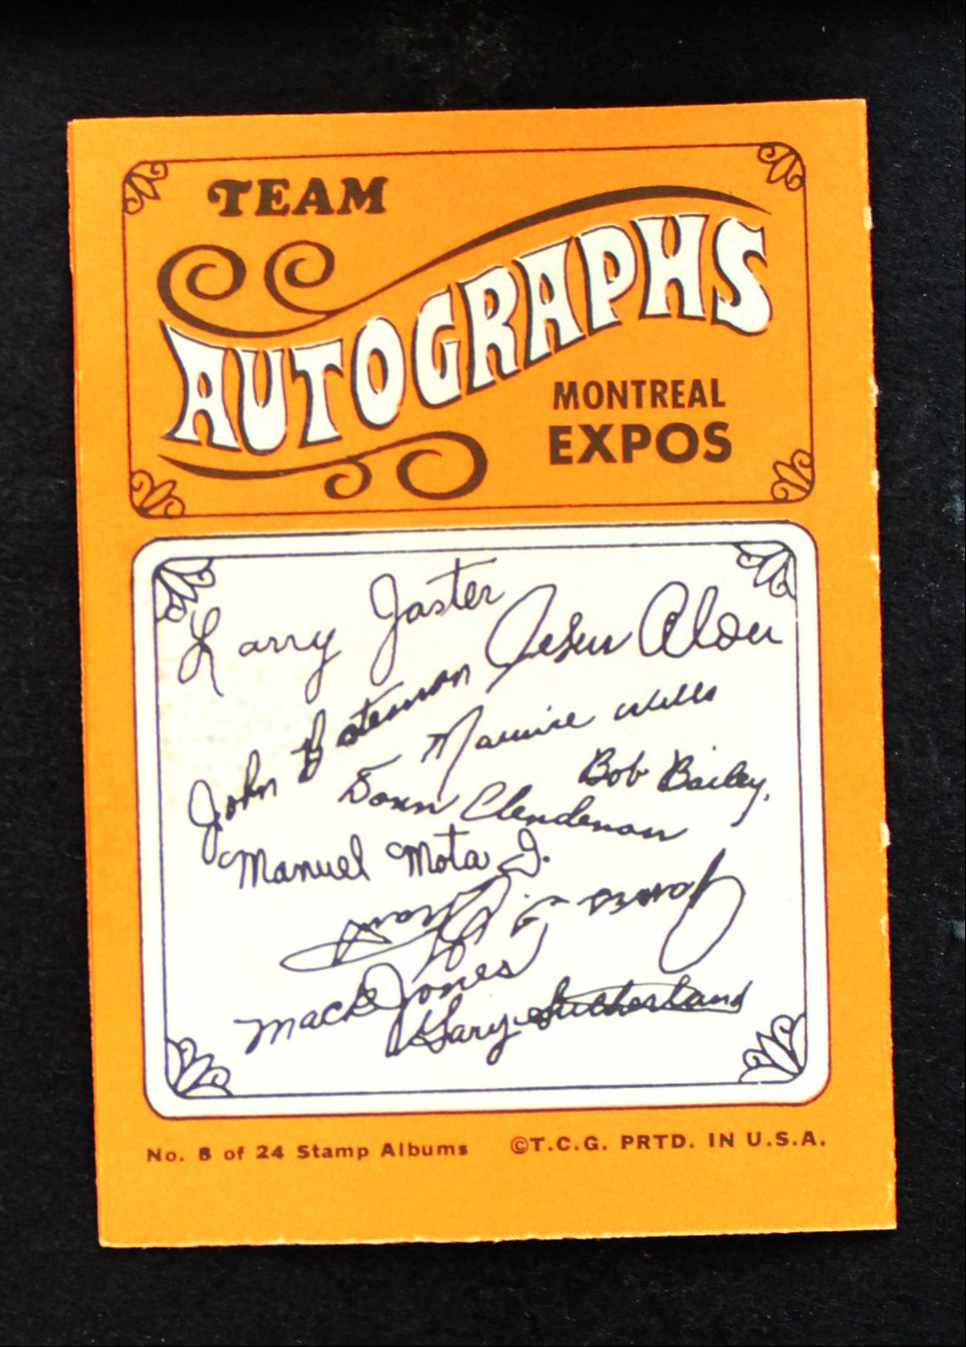 TEAM
AUTOGRAPHS
MONTREAL
EXPOS
Larry Jaster
Jesus Alou
John Bateman
Maurice Wills
Bob Bailey
Donn Clendenon
Manuel Mota G.
Mack Jones
Gary Sutherland
No. 8 of 24 Stamp Albums ©T.C.G. PRTD. IN U.S.A.